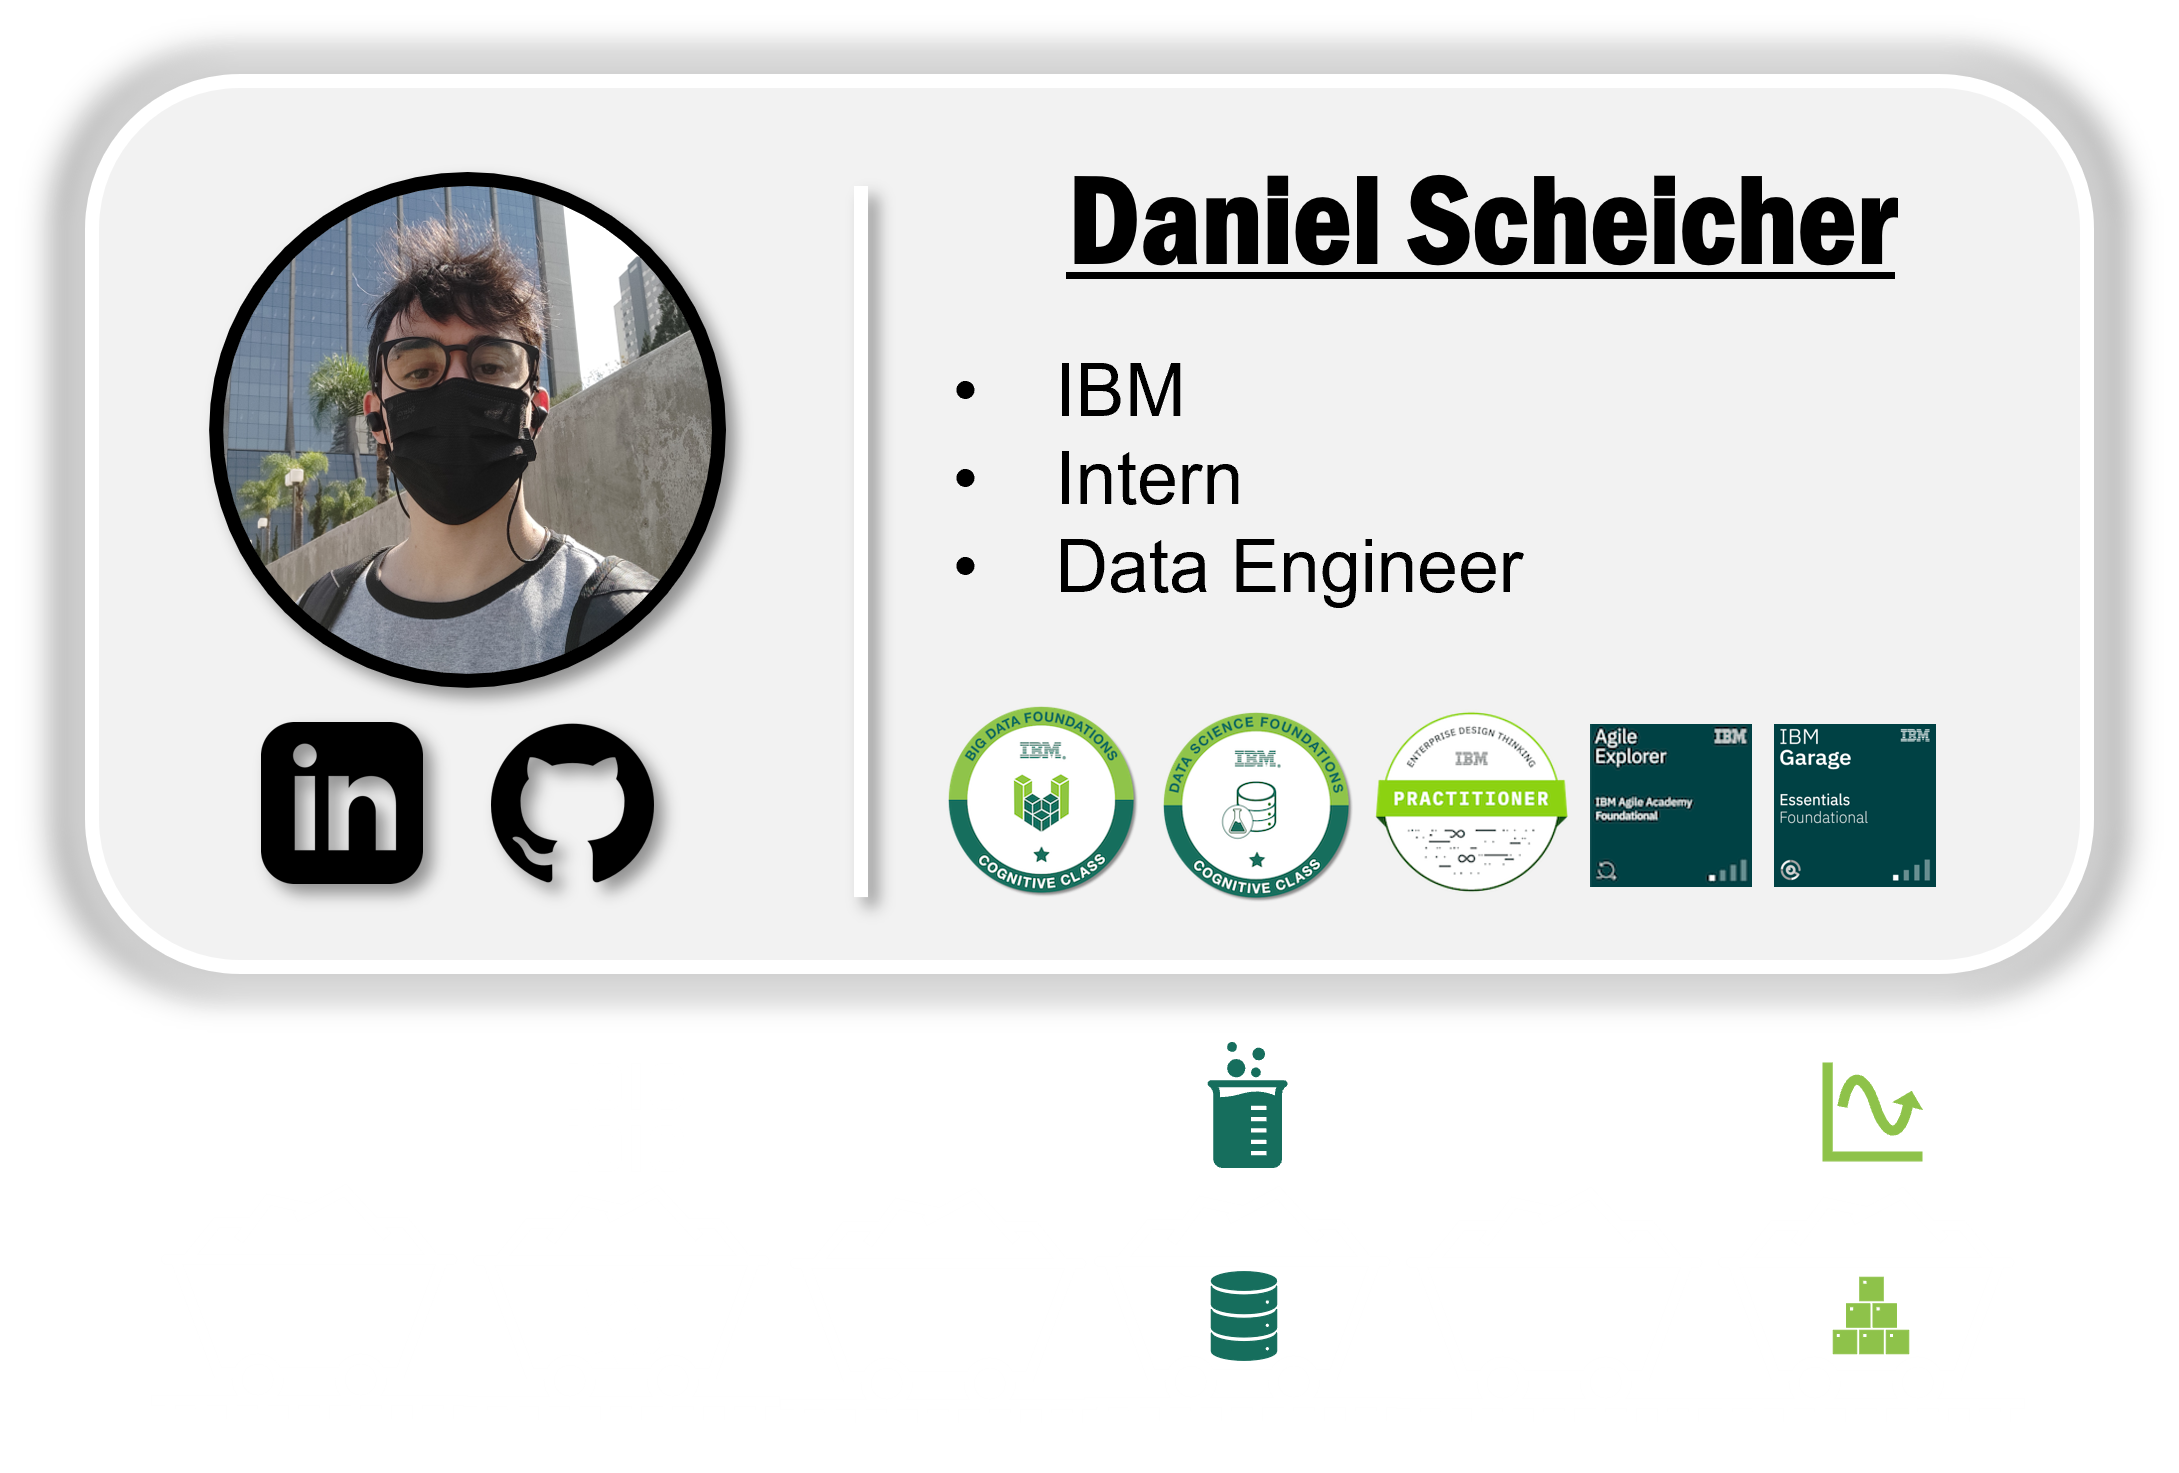 Daniel Scheicher
• IBM
• Intern
• Data Engineer
in
BIG DATA FOUNDATIONS
IBM.
COGNITIVE CLASS
DATA SCIENCE FOUNDATIONS
IBM.
COGNITIVE CLASS
ENTERPRISE DESIGN THINKING
IBM
PRACTITIONER
Agile
Explorer
IBM
IBM Agile Academy
Foundational
IBM
Garage
IBM
Essentials
Foundational